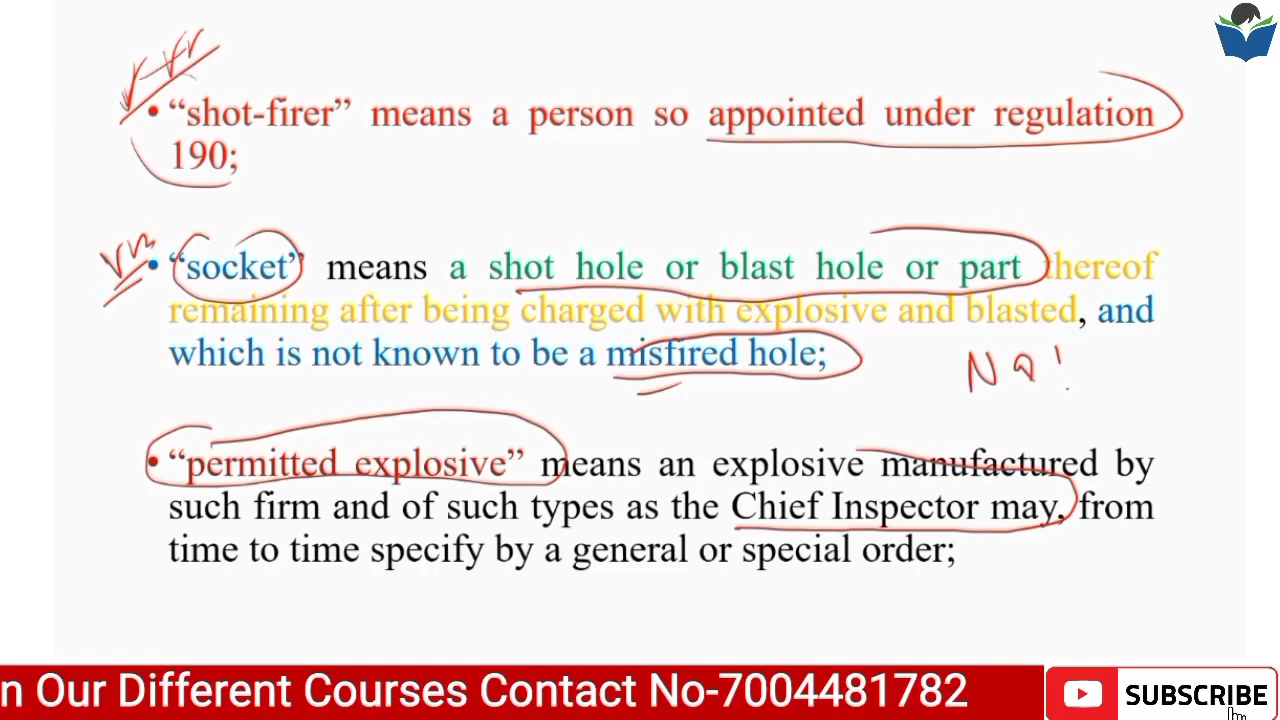 • “shot-firer” means a person so appointed under regulation
190;
• “socket” means a shot hole or blast hole or part thereof
remaining after being charged with explosive and blasted, and
which is not known to be a misfired hole;
• “permitted explosive” means an explosive manufactured by
such firm and of such types as the Chief Inspector may, from
time to time specify by a general or special order;
n Our Different Courses Contact No-7004481782
SUBSCRIBE